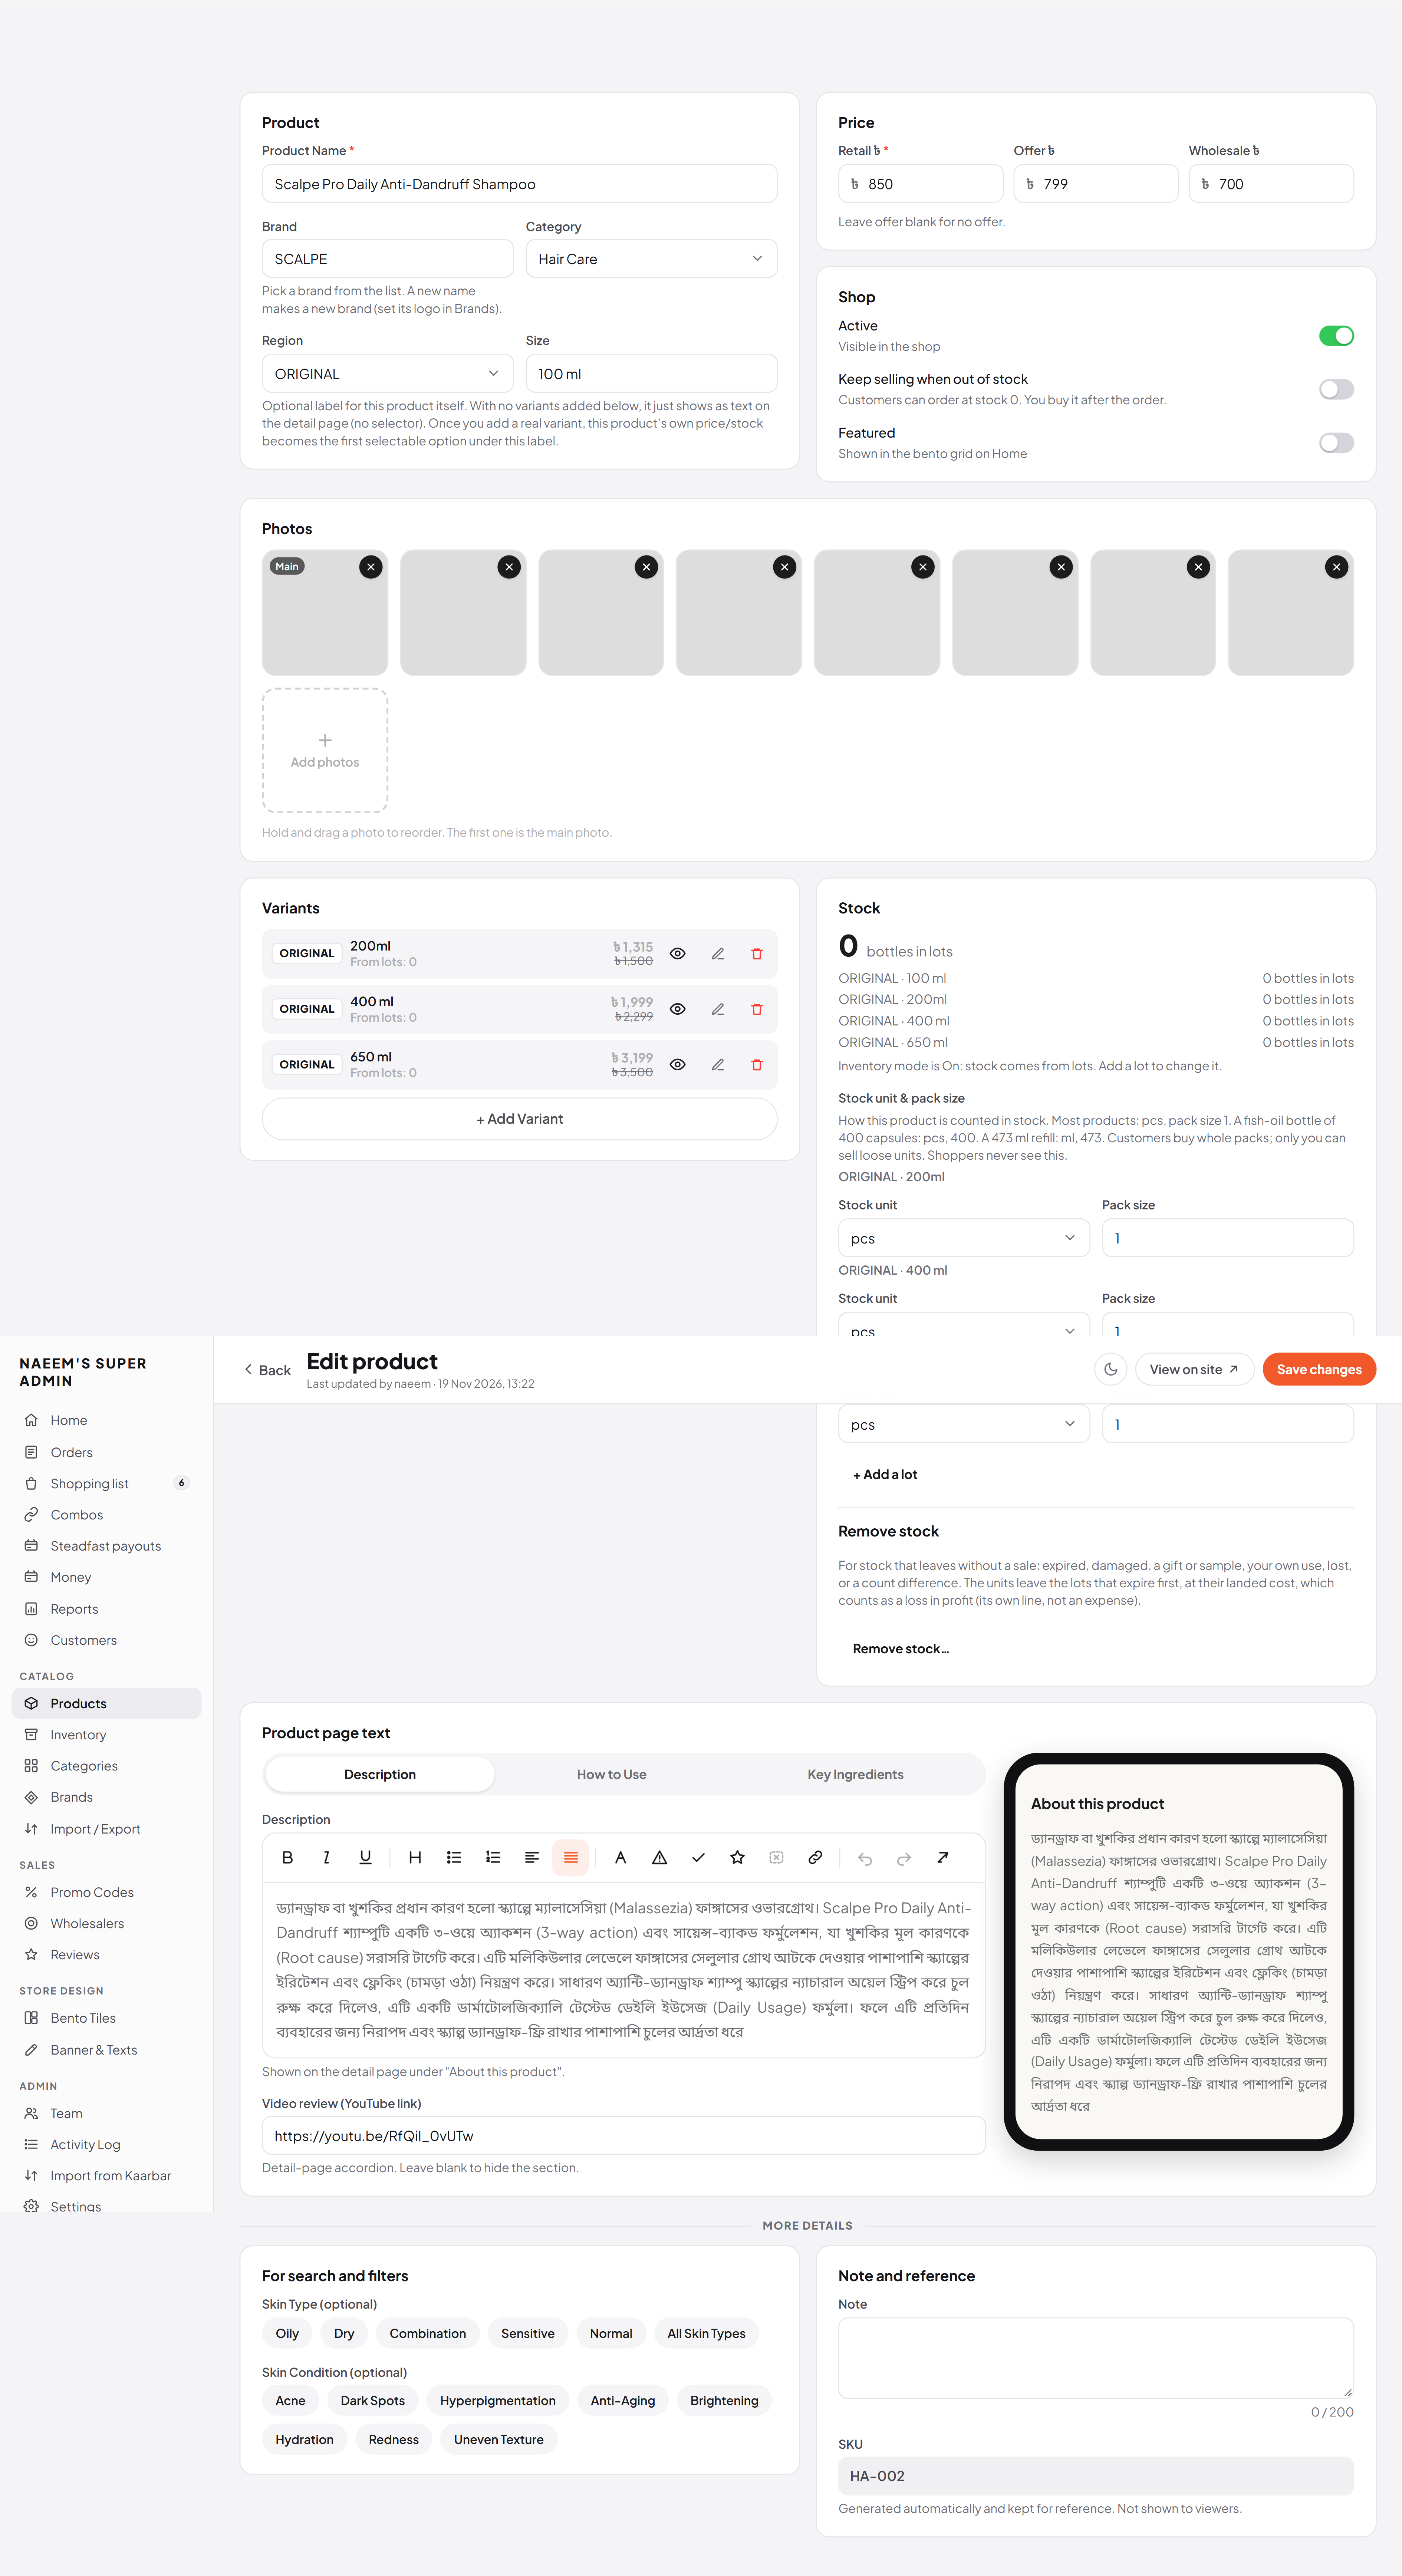 Product
Product Name *
Scalpe Pro Daily Anti-Dandruff Shampoo
Brand
Category
SCALPE
Hair Care
Pick a brand from the list. A new name
makes a new brand (set its logo in Brands).
Region
Size
ORIGINAL
100 ml
Optional label for this product itself. With no variants added below, it just shows as text on
the detail page (no selector). Once you add a real variant, this product's own price/stock
becomes the first selectable option under this label.
Price
Retail ৳ *
Offer ৳
Wholesale ৳
৳ 850
৳ 799
৳ 700
Leave offer blank for no offer.
Shop
Active
Visible in the shop
Keep selling when out of stock
Customers can order at stock 0. You buy it after the order.
Featured
Shown in the bento grid on Home
Photos
Main
Add photos
Hold and drag a photo to reorder. The first one is the main photo.
Variants
ORIGINAL
200ml
From lots: 0
৳ 1,315
৳ 1,500
ORIGINAL
400 ml
From lots: 0
৳ 1,999
৳ 2,299
ORIGINAL
650 ml
From lots: 0
৳ 3,199
৳ 3,500
+ Add Variant
Stock
0 bottles in lots
ORIGINAL · 100 ml 0 bottles in lots
ORIGINAL · 200ml 0 bottles in lots
ORIGINAL · 400 ml 0 bottles in lots
ORIGINAL · 650 ml 0 bottles in lots
Inventory mode is On: stock comes from lots. Add a lot to change it.
Stock unit & pack size
How this product is counted in stock. Most products: pcs, pack size 1. A fish-oil bottle of
400 capsules: pcs, 400. A 473 ml refill: ml, 473. Customers buy whole packs; only you can
sell loose units. Shoppers never see this.
ORIGINAL · 200ml
Stock unit
Pack size
pcs
1
ORIGINAL · 400 ml
Stock unit
Pack size
pcs
1
NAEEM'S SUPER
ADMIN
Back
Edit product
Last updated by naeem · 19 Nov 2026, 13:22
View on site
Save changes
Home
Orders
Shopping list 6
Combos
Steadfast payouts
Money
Reports
Customers
CATALOG
Products
Inventory
Categories
Brands
Import / Export
SALES
Promo Codes
Wholesalers
Reviews
STORE DESIGN
Bento Tiles
Banner & Texts
ADMIN
Team
Activity Log
Import from Kaarbar
Settings
pcs
1
+ Add a lot
Remove stock
For stock that leaves without a sale: expired, damaged, a gift or sample, your own use, lost,
or a count difference. The units leave the lots that expire first, at their landed cost, which
counts as a loss in profit (its own line, not an expense).
Remove stock...
Product page text
Description
How to Use
Key Ingredients
Description
ড্যানড্রাফ বা খুশকির প্রধান কারণ হলো স্ক্যাল্পে ম্যালাসেসিয়া (Malassezia) ফাঙ্গাসের ওভারগ্রোথ। Scalpe Pro Daily Anti-
Dandruff শ্যাম্পুটি একটি ৩-ওয়ে অ্যাকশন (3-way action) এবং সায়েন্স-ব্যাকড ফর্মুলেশন, যা খুশকির মূল কারণকে
(Root cause) সরাসরি টার্গেট করে। এটি মলিকিউলার লেভেলে ফাঙ্গাসের সেলুলার গ্রোথ আটকে দেওয়ার পাশাপাশি স্ক্যাল্পের
ইরিটেশন এবং ফ্লেকিং (চামড়া ওঠা) নিয়ন্ত্রণ করে। সাধারণ অ্যান্টি-ড্যানড্রাফ শ্যাম্পু স্ক্যাল্পের ন্যাচারাল অয়েল স্ট্রিপ করে চুল
রুক্ষ করে দিলেও, এটি একটি ডার্মাটোলজিক্যালি টেস্টেড ডেইলি ইউসেজ (Daily Usage) ফর্মুলা। ফলে এটি প্রতিদিন
ব্যবহারের জন্য নিরাপদ এবং স্ক্যাল্প ড্যানড্রাফ-ফ্রি রাখার পাশাপাশি চুলের আর্দ্রতা ধরে
Shown on the detail page under "About this product".
Video review (YouTube link)
https://youtu.be/RfQiI_0vUTw
Detail-page accordion. Leave blank to hide the section.
About this product
ড্যানড্রাফ বা খুশকির প্রধান কারণ হলো স্ক্যাল্পে ম্যালাসেসিয়া
(Malassezia) ফাঙ্গাসের ওভারগ্রোথ। Scalpe Pro Daily
Anti-Dandruff শ্যাম্পুটি একটি ৩-ওয়ে অ্যাকশন (3-
way action) এবং সায়েন্স-ব্যাকড ফর্মুলেশন, যা খুশকির
মূল কারণকে (Root cause) সরাসরি টার্গেট করে। এটি
মলিকিউলার লেভেলে ফাঙ্গাসের সেলুলার গ্রোথ আটকে
দেওয়ার পাশাপাশি স্ক্যাল্পের ইরিটেশন এবং ফ্লেকিং (চামড়া
ওঠা) নিয়ন্ত্রণ করে। সাধারণ অ্যান্টি-ড্যানড্রাফ শ্যাম্পু
স্ক্যাল্পের ন্যাচারাল অয়েল স্ট্রিপ করে চুল রুক্ষ করে দিলেও,
এটি একটি ডার্মাটোলজিক্যালি টেস্টেড ডেইলি ইউসেজ
(Daily Usage) ফর্মুলা। ফলে এটি প্রতিদিন ব্যবহারের জন্য
নিরাপদ এবং স্ক্যাল্প ড্যানড্রাফ-ফ্রি রাখার পাশাপাশি চুলের
আর্দ্রতা ধরে
MORE DETAILS
For search and filters
Skin Type (optional)
Oily Dry Combination Sensitive Normal All Skin Types
Skin Condition (optional)
Acne Dark Spots Hyperpigmentation Anti-Aging Brightening
Hydration Redness Uneven Texture
Note and reference
Note
0 / 200
SKU
HA-002
Generated automatically and kept for reference. Not shown to viewers.